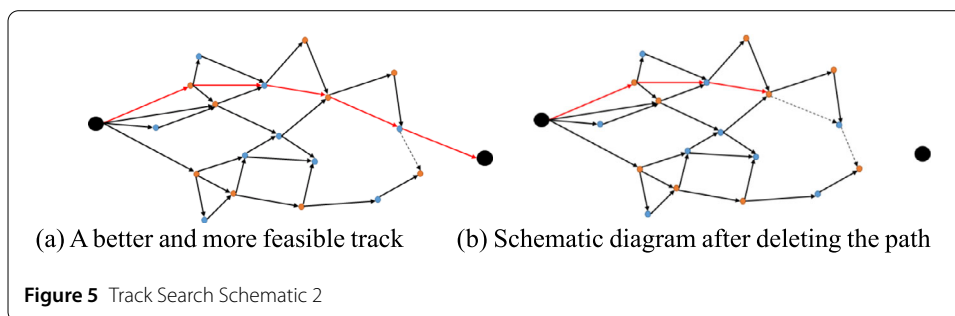 (a) A better and more feasible track
(b) Schematic diagram after deleting the path
Figure 5 Track Search Schematic 2